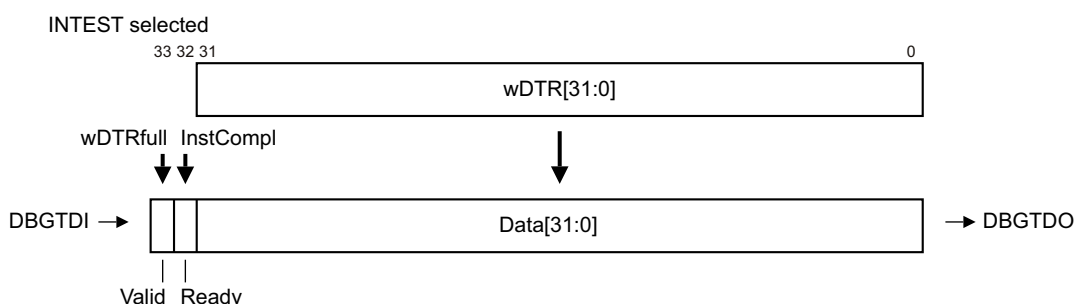 INTEST selected
33 32 31 0
wDTR[31:0]
wDTRfull InstCompl
DBGTDI Data[31:0] DBGTDO
Valid Ready